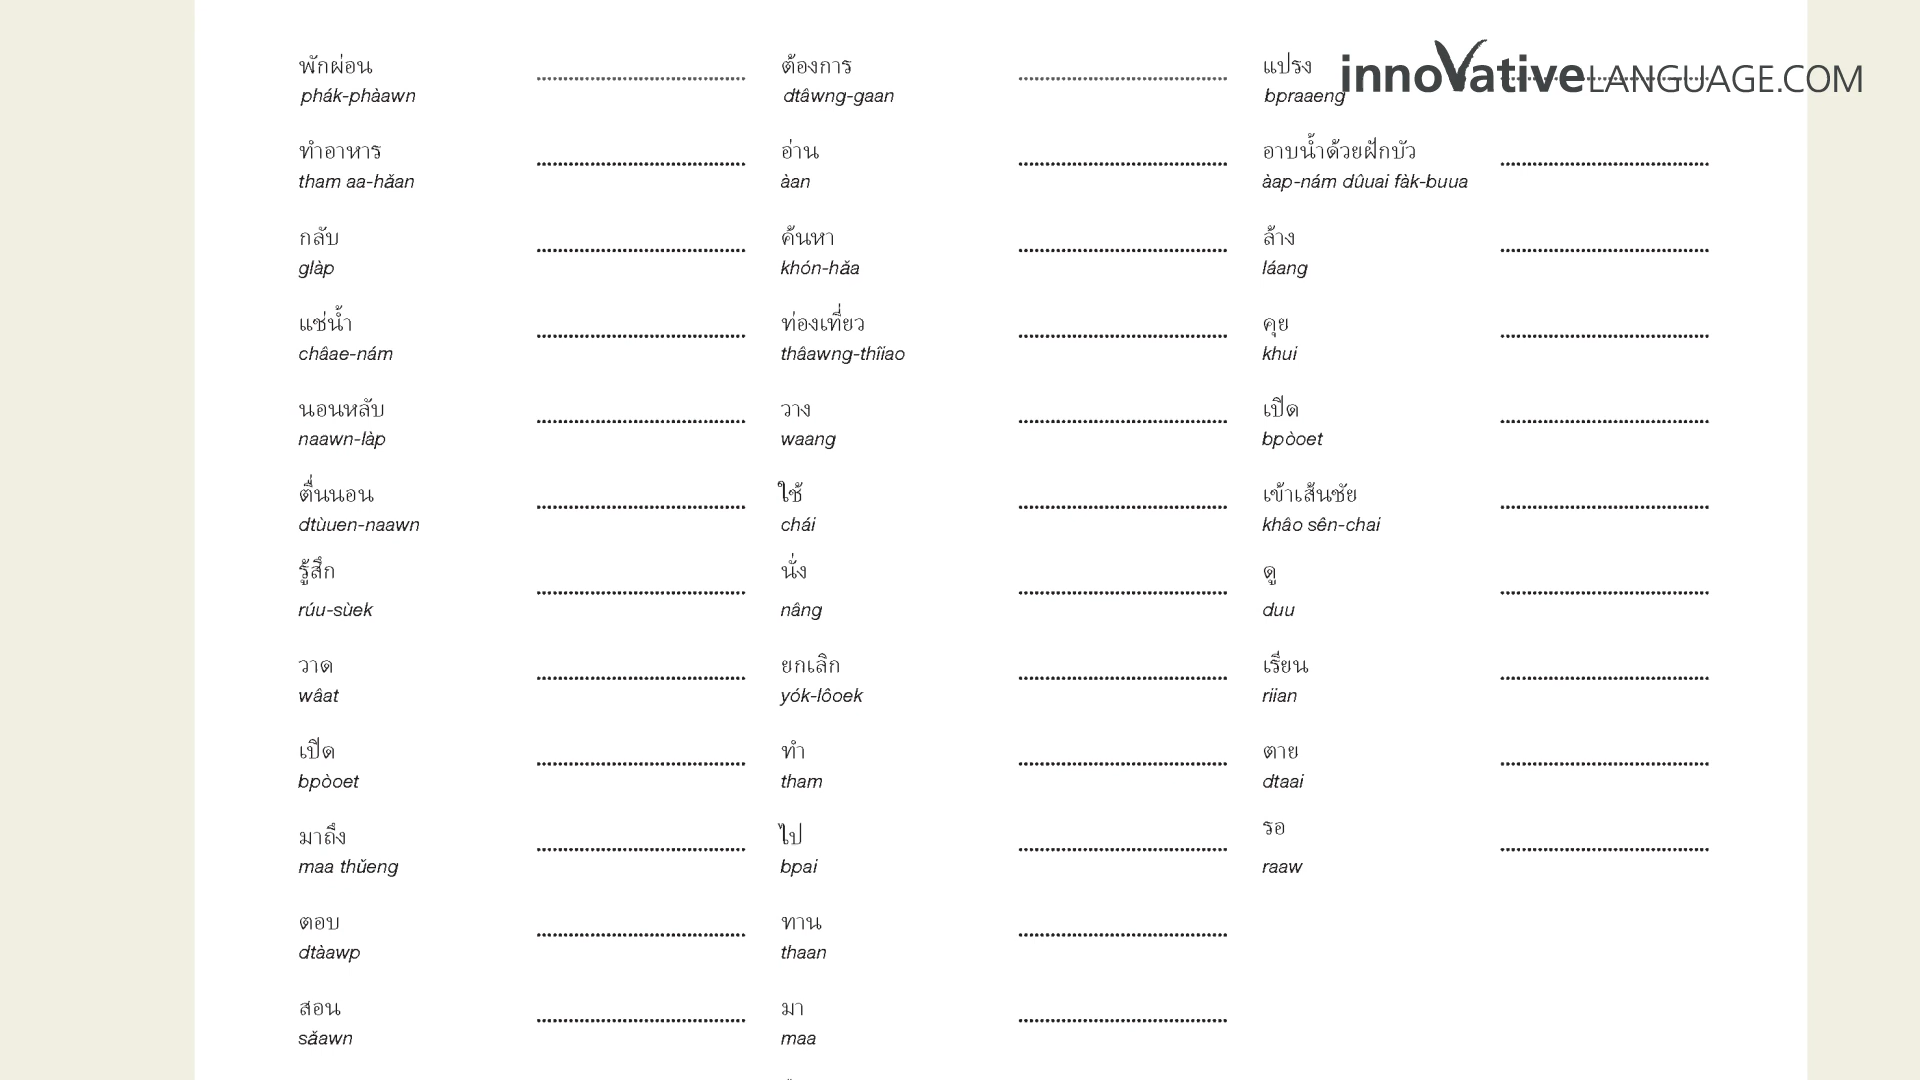 พักผ่อน
phák-phàawn
ทำอาหาร
tham aa-hǎan
กลับ
glàp
แช่น้ำ
châae-nám
นอนหลับ
naawn-làp
ตื่นนอน
dtùuen-naawn
รู้สึก
rúu-sùek
วาด
wâat
เปิด
bpòoet
มาถึง
maa thǔeng
ตอบ
dtàawp
สอน
sǎawn
ต้องการ
dtâwng-gaan
อ่าน
àan
ค้นหา
khón-hǎa
ท่องเที่ยว
thâawng-thîiao
วาง
waang
ใช้
chái
นั่ง
nâng
ยกเลิก
yók-lôoek
ทำ
tham
ไป
bpai
ทาน
thaan
มา
maa
แปรง
bpraaeng
อาบน้ำด้วยฝักบัว
àap-nám dûuai fàk-buua
ล้าง
láang
คุย
khui
เปิด
bpòoet
เข้าเส้นชัย
khâo sên-chai
ดู
duu
เรียน
riian
ตาย
dtaai
รอ
raaw
innoVative LANGUAGE.COM